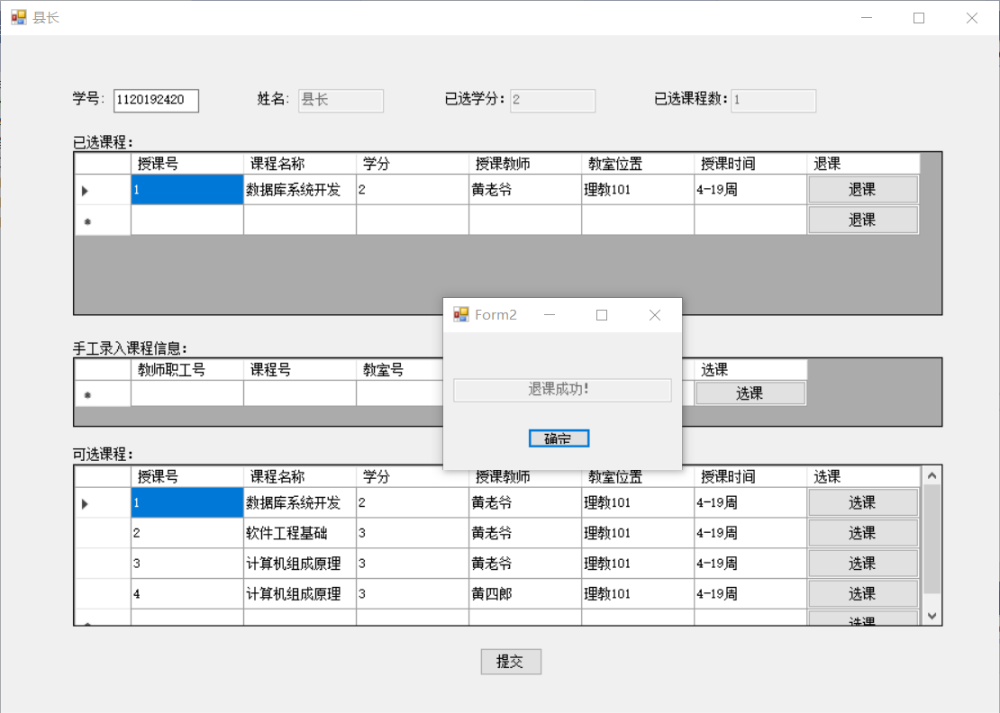 县长
学号: 1120192420 姓名: 县长 已选学分: 2 已选课程数: 1
已选课程:
授课号 课程名称 学分 授课教师 教室位置 授课时间 退课
1 数据库系统开发 2 黄老爷 理教101 4-19周 退课
退课
Form2
退课成功!
确定
手工录入课程信息:
教师职工号 课程号 教室号 选课
选课
可选课程:
授课号 课程名称 学分 授课教师 教室位置 授课时间 选课
1 数据库系统开发 2 黄老爷 理教101 4-19周 选课
2 软件工程基础 3 黄老爷 理教101 4-19周 选课
3 计算机组成原理 3 黄老爷 理教101 4-19周 选课
4 计算机组成原理 3 黄四郎 理教101 4-19周 选课
选课
提交